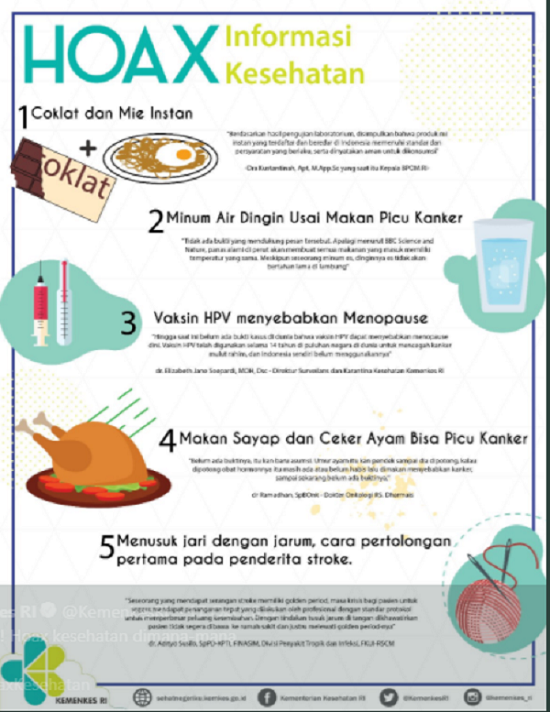 HOAX Informasi
Kesehatan
1 Coklat dan Mie Instan
Coklat
+
"Berdasarkan hasil pengujian laboratorium, disampaikan bahwa produk mi
instan yang terdaftar dan beredar di Indonesia memenuhi standar dan
persyaratan yang berlaku, serta dinyatakan aman untuk dikonsumsi"
Kustantinah, Apt, M.App.Sc yang saat itu Kepala BPOM RI
2 Minum Air Dingin Usai Makan Picu Kanker
"Tidak ada bukti yang mendukung pesan tersebut. Apalagi menurut BBC Science and
Nature, panas alami di perut akan membuat semua makanan yang masuk memiliki
temperatur yang sama. Meskipun seseorang minum es, dinginnya es tidak akan
bertahan lama di lambung"
3 Vaksin HPV menyebabkan Menopause
"Hingga saat ini belum ada bukti kasus di dunia bahwa vaksin HPV dapat menyebabkan menopause
dini. Vaksin HPV telah digunakan selama 14 tahun di puluhan negara di dunia untuk mencegah kanker
mulut rahim, dan Indonesia sendiri belum menggunakannya"
dr. Elizabeth Jane Soepardi, MPH, Dsc - Direktur Surveilans dan Karantina Kesehatan Kemenkes RI
4 Makan Sayap dan Ceker Ayam Bisa Picu Kanker
"Belum ada buktinya, itu kan baru asumsi. Umur ayam itu kan pendek sampai dia dipotong, kalau
dipotong obat hormonnya itu masih ada atau belum habis lalu dimakan menyebabkan kanker,
sampai sekarang belum ada buktinya,"
dr Ramadhan, SpBOnk - Dokter Onkologi RS. Dharmais
5 Menusuk jari dengan jarum, cara pertolongan
pertama pada penderita stroke.
"Seseorang yang mendapat serangan stroke memiliki golden period, masa kritis bagi pasien untuk
segera mendapat penanganan tepat yang dilakukan oleh profesional dengan standar protokol
untuk memperbesar peluang kesembuhan. Dengan tindakan tusuk jarum di tangan dikhawatirkan
pasien tidak segera dibawa ke rumah sakit dan justru melewati golden periodnya"
dr. Adityo Susilo, SpPD-KPTI, FINASIM, Divisi Penyakit Tropik dan Infeksi, FKUI-RSCM
kes RI @Kemen
! Hoax kesehatan dimana-mana
kesehatan
KEMENKES RI
sehatnegeriku.kemkes.go.id
Kementerian Kesehatan RI
@KemenkesRI
@KemenkesRI